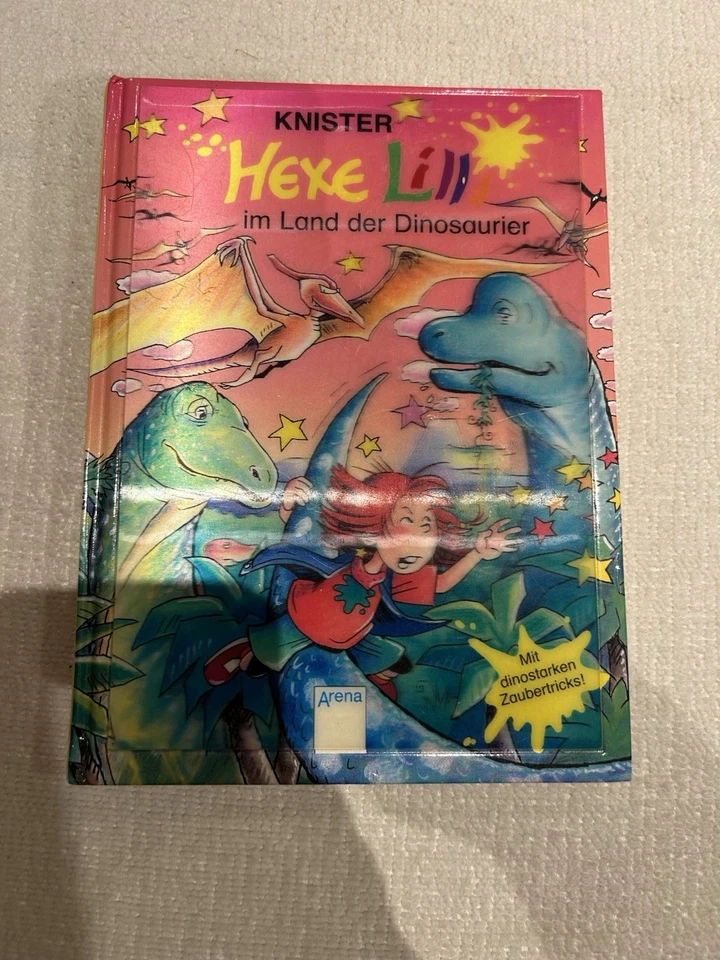 KNISTER
HEXE Lilli
im Land der Dinosaurier
Mit
dinostarken
Zaubertricks!
Arena